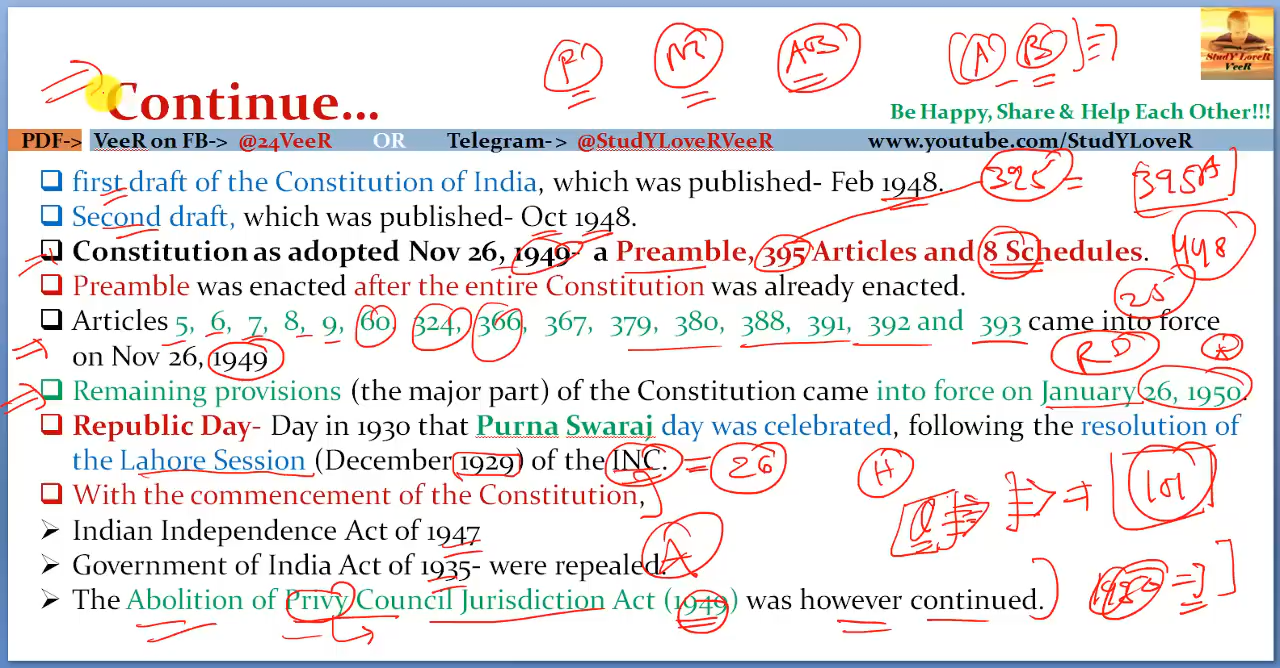 P M AB (A B)
StudY LoveR
VeeR
Continue...
Be Happy, Share & Help Each Other!!!
PDF-> VeeR on FB-> @24VeeR OR Telegram-> @StudYLoveRVeeR www.youtube.com/StudYLoveR
❑ first draft of the Constitution of India, which was published- Feb 1948. 325 = [395A]
❑ Second draft, which was published- Oct 1948.
❑ Constitution as adopted Nov 26, 1949- a Preamble, 395 Articles and 8 Schedules. 448
❑ Preamble was enacted after the entire Constitution was already enacted. 25
❑ Articles 5, 6, 7, 8, 9, 60, 324, 366, 367, 379, 380, 388, 391, 392 and 393 came into force
on Nov 26, 1949 RD
❑ Remaining provisions (the major part) of the Constitution came into force on January 26, 1950.
❑ Republic Day- Day in 1930 that Purna Swaraj day was celebrated, following the resolution of
the Lahore Session (December 1929) of the INC. = 26 H
❑ With the commencement of the Constitution, 101
➢ Indian Independence Act of 1947
➢ Government of India Act of 1935- were repealed. A
➢ The Abolition of Privy Council Jurisdiction Act (1949) was however continued.